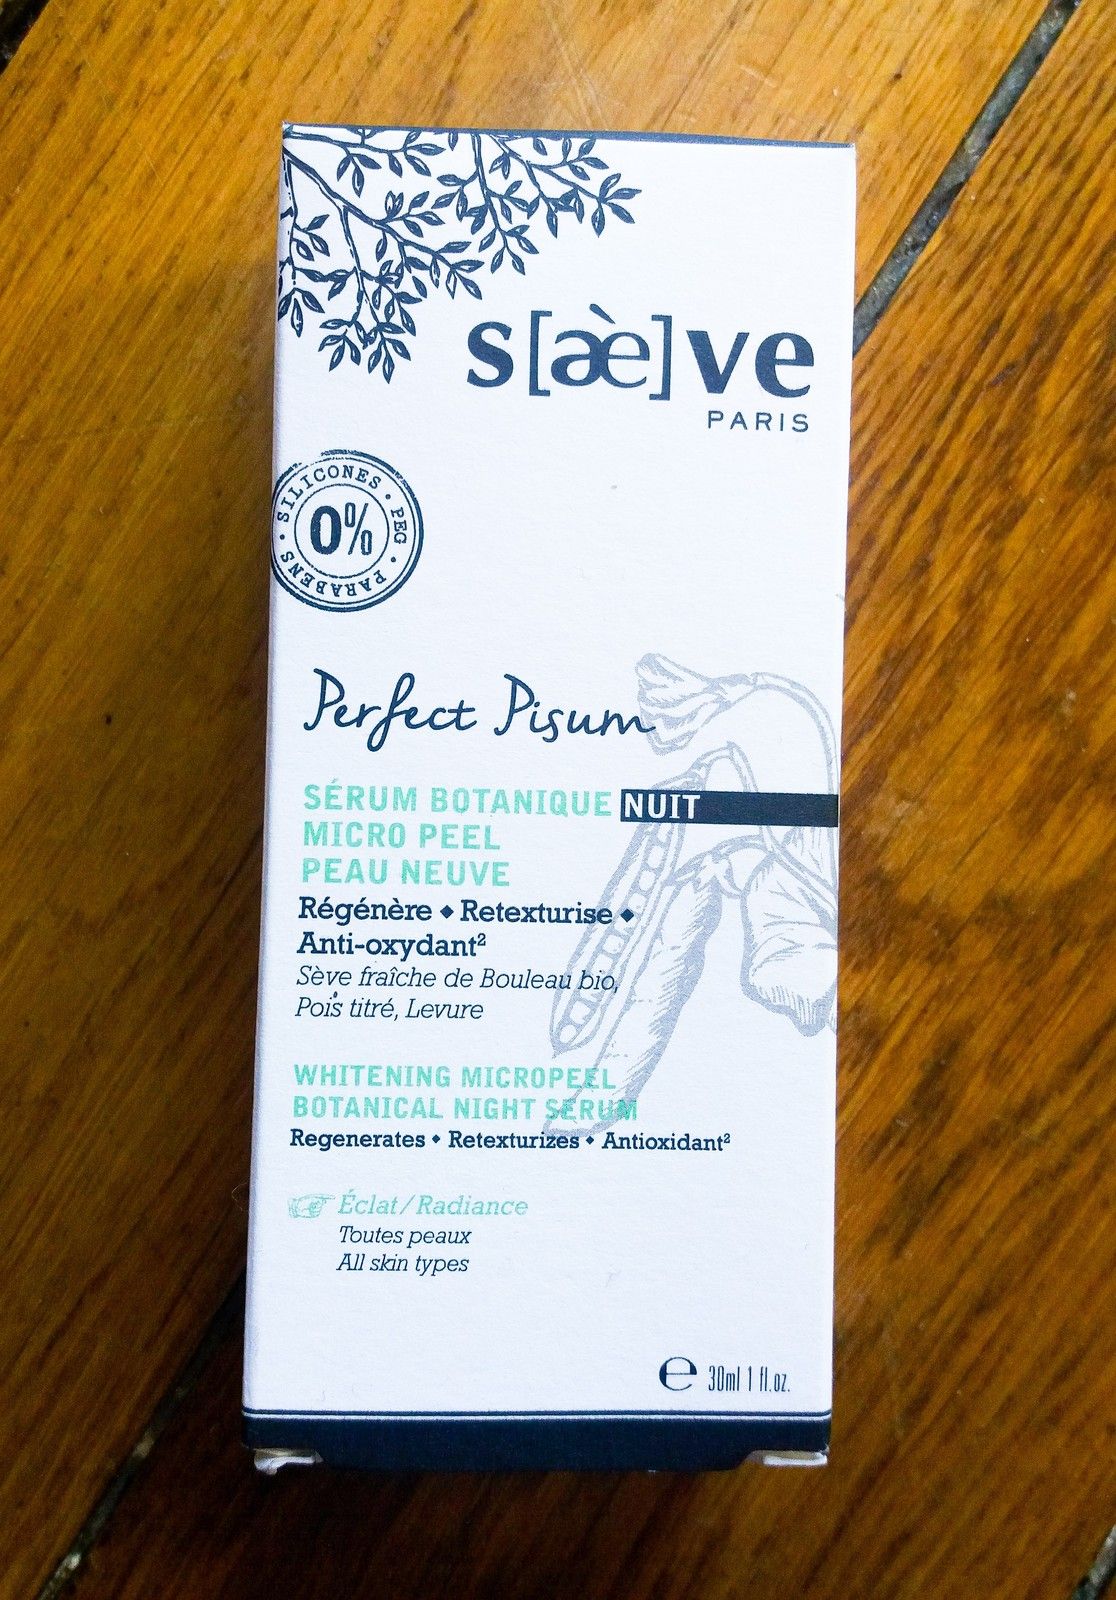 s[æ̀]ve
PARIS
SILICONES • PEG • PARABENS •
0%
Perfect Pisum
SÉRUM BOTANIQUE NUIT
MICRO PEEL
PEAU NEUVE
Régénère ◆ Retexturise ◆
Anti-oxydant²
Sève fraîche de Bouleau bio,
Pois titré, Levure
WHITENING MICROPEEL
BOTANICAL NIGHT SERUM
Regenerates ◆ Retexturizes ◆ Antioxidant²
Éclat/Radiance
Toutes peaux
All skin types
℮ 30ml 1 fl.oz.